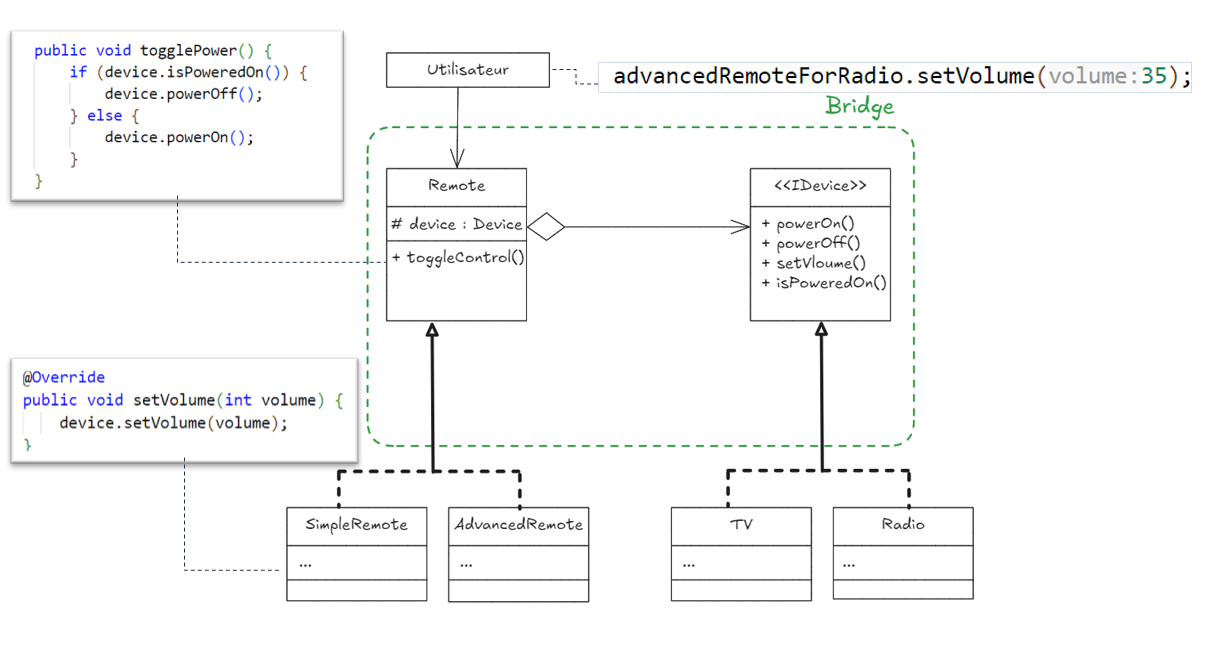 public void togglePower() {
if (device.isPoweredOn()) {
device.powerOff();
} else {
device.powerOn();
}
}
Utilisateur
advancedRemoteForRadio.setVolume(volume:35);
Bridge
Remote
# device : Device
+ toggleControl()
<<IDevice>>
+ powerOn()
+ powerOff()
+ setVloume()
+ isPoweredOn()
@Override
public void setVolume(int volume) {
device.setVolume(volume);
}
SimpleRemote
...
AdvancedRemote
...
TV
...
Radio
...